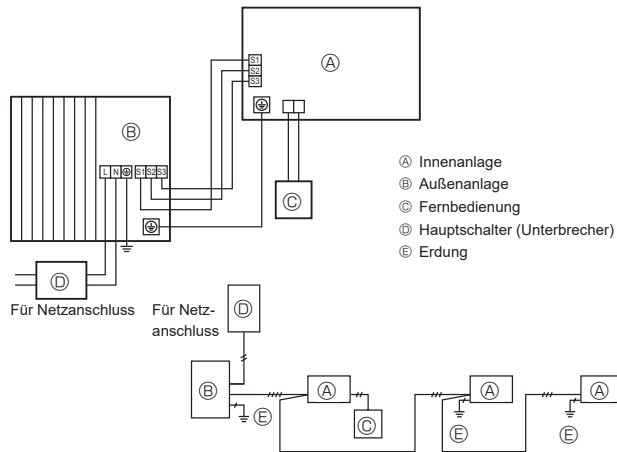 S1
S2
S3
Ⓐ
Ⓑ
L N S1 S2 S3
Ⓒ
Ⓓ
Für Netzanschluss
Ⓐ Innenanlage
Ⓑ Außenanlage
Ⓒ Fernbedienung
Ⓓ Hauptschalter (Unterbrecher)
Ⓔ Erdung
Für Netz-
anschluss
Ⓓ
Ⓑ
Ⓔ
Ⓐ
Ⓒ
Ⓐ
Ⓔ
Ⓐ
Ⓔ